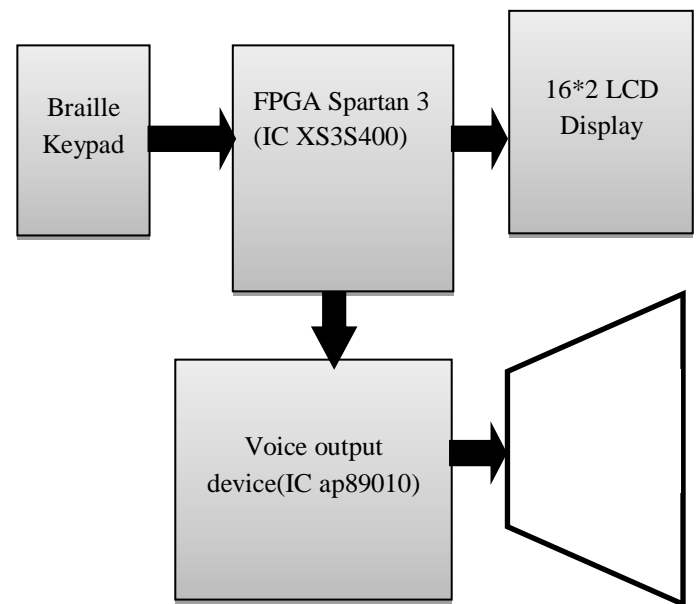 Braille
Keypad
FPGA Spartan 3
(IC XS3S400)
16*2 LCD
Display
Voice output
device(IC ap89010)